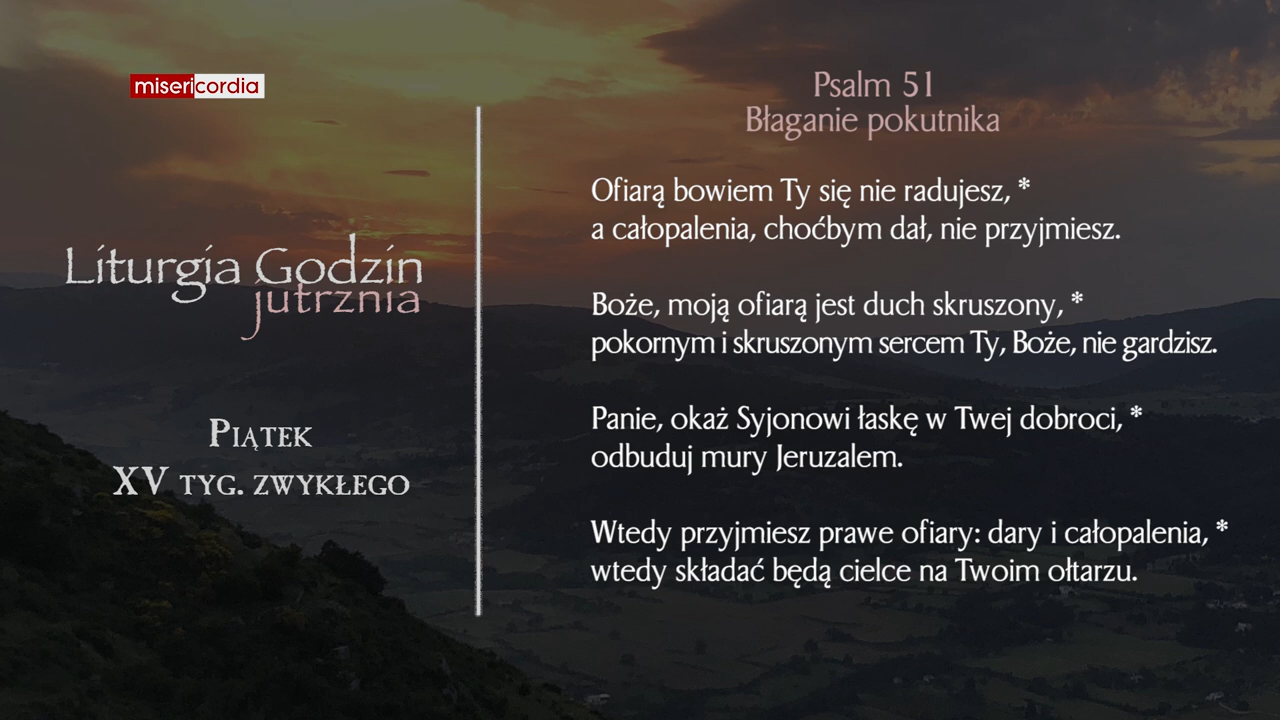 misericordia
Liturgia Godzin
jutrznia
Piątek
XV tyg. zwykłego
Psalm 51
Błaganie pokutnika
Ofiarą bowiem Ty się nie radujesz, *
a całopalenia, choćbym dał, nie przyjmiesz.
Boże, moją ofiarą jest duch skruszony, *
pokornym i skruszonym sercem Ty, Boże, nie gardzisz.
Panie, okaż Syjonowi łaskę w Twej dobroci, *
odbuduj mury Jeruzalem.
Wtedy przyjmiesz prawe ofiary: dary i całopalenia, *
wtedy składać będą cielce na Twoim ołtarzu.